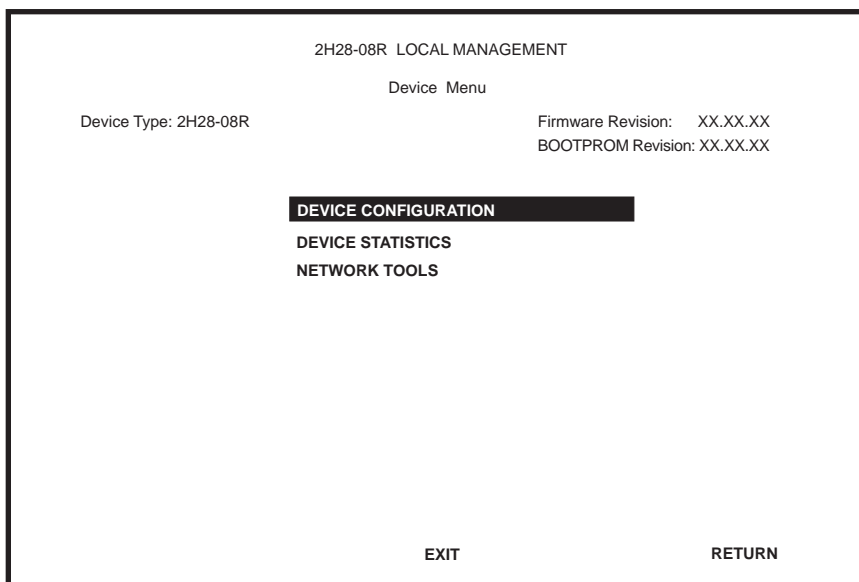 2H28-08R LOCAL MANAGEMENT
Device Menu
Device Type: 2H28-08R Firmware Revision: XX.XX.XX
BOOTPROM Revision: XX.XX.XX
DEVICE CONFIGURATION
DEVICE STATISTICS
NETWORK TOOLS
EXIT RETURN